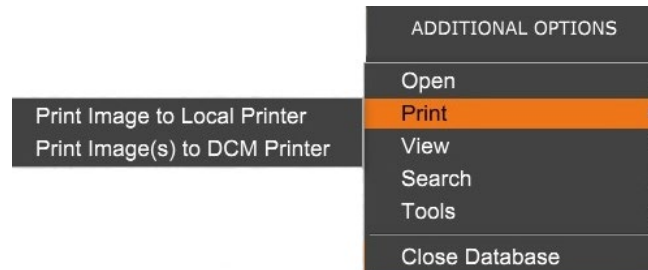 ADDITIONAL OPTIONS
Open
Print
Print Image to Local Printer
Print Image(s) to DCM Printer
View
Search
Tools
Close Database